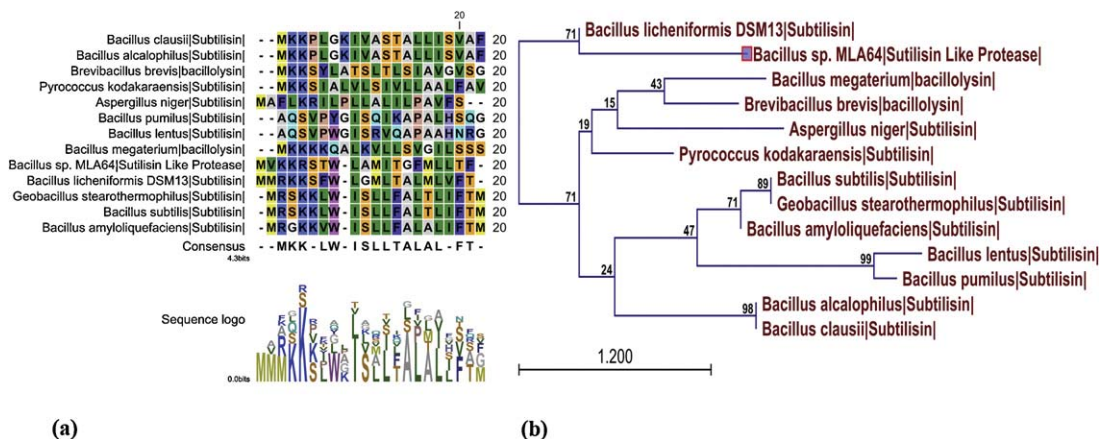 20
Bacillus clausii|Subtilisin| - - MKKPLGKIVASTALLISVAF 20
Bacillus alcalophilus|Subtilisin| - - MKKPLGKIVASTALLISVAF 20
Brevibacillus brevis|bacillolysin| - - MKKSYLATSLTLSIAVGVSG 20
Pyrococcus kodakaraensis|Subtilisin| - - MKKSIALVLSIVLLAALFAV 20
Aspergillus niger|Subtilisin| MAFLKRILPLLALILPAVFS - - 20
Bacillus pumilus|Subtilisin| - - AQSVPYGISQIKAPALHSQG 20
Bacillus lentus|Subtilisin| - - AQSVPWGISRVQAPAAHNRG 20
Bacillus megaterium|bacillolysin| - - MKKKKQALKVLLSVGILSSS 20
Bacillus sp. MLA64|Sutilisin Like Protease| MVKKRSTW - LAMITGFMLLTF - 20
Bacillus licheniformis DSM13|Subtilisin| MMRKKSFW - LGMLTALMLVFT - 20
Geobacillus stearothermophilus|Subtilisin| - MRSKKLW - ISLLFALTLIFTM 20
Bacillus subtilis|Subtilisin| - MRSKKLW - ISLLFALTLIFTM 20
Bacillus amyloliquefaciens|Subtilisin| - MRGKKVW - ISLLFALALIFTM 20
Consensus - - MKK - LW - ISLLTALAL - FT -
4.3bits
Sequence logo
0.0bits
(a)
71
Bacillus licheniformis DSM13|Subtilisin|
Bacillus sp. MLA64|Sutilisin Like Protease|
43
Bacillus megaterium|bacillolysin|
15
Brevibacillus brevis|bacillolysin|
19
Aspergillus niger|Subtilisin|
Pyrococcus kodakaraensis|Subtilisin|
71
89
Bacillus subtilis|Subtilisin|
71
Geobacillus stearothermophilus|Subtilisin|
Bacillus amyloliquefaciens|Subtilisin|
47
99
Bacillus lentus|Subtilisin|
24
Bacillus pumilus|Subtilisin|
98
Bacillus alcalophilus|Subtilisin|
Bacillus clausii|Subtilisin|
1.200
(b)